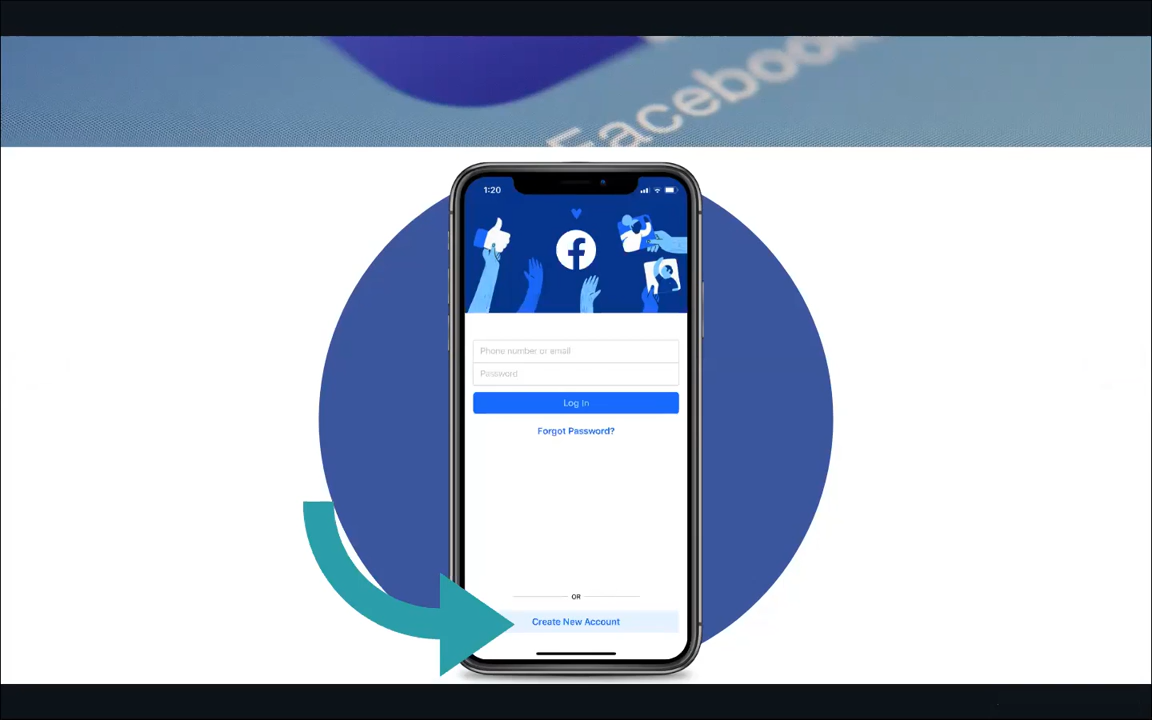 Facebook
1:20
Phone number or email
Password
Log In
Forgot Password?
OR
Create New Account